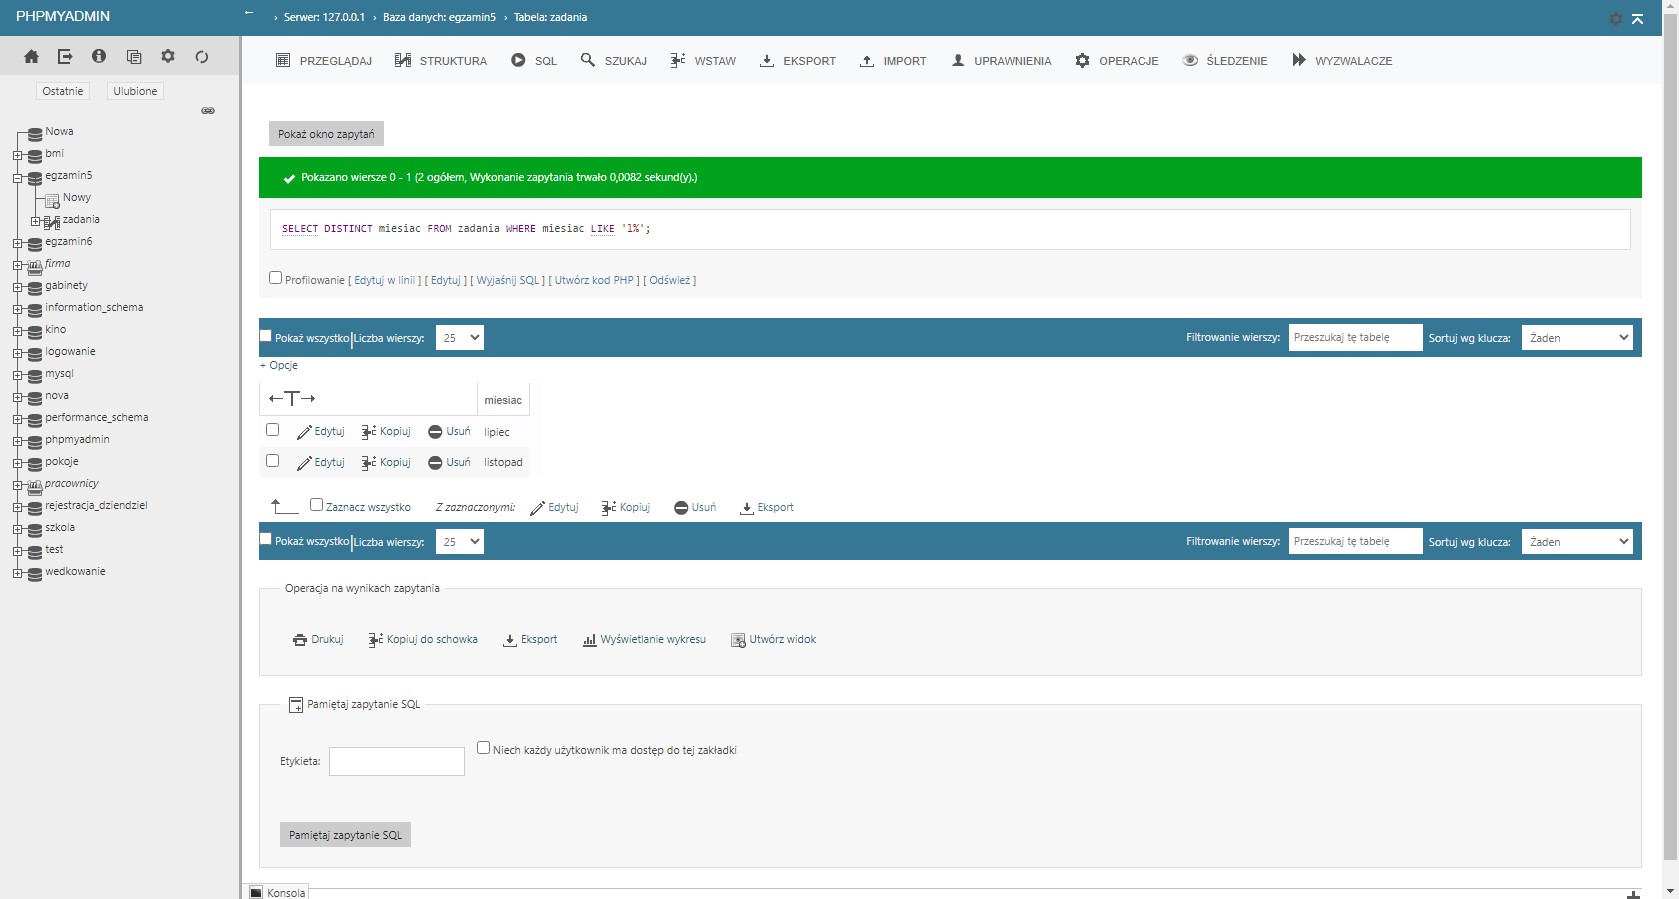 PHPMYADMIN
← › Serwer: 127.0.0.1 › Baza danych: egzamin5 › Tabela: zadania
Ostatnie Ulubione
Nowa
bmi
egzamin5
Nowy
zadania
egzamin6
firma
gabinety
information_schema
kino
logowanie
mysql
nova
performance_schema
phpmyadmin
pokoje
pracownicy
rejestracja_dziendziel
szkola
test
wedkowanie
PRZEGLĄDAJ STRUKTURA SQL SZUKAJ WSTAW EKSPORT IMPORT UPRAWNIENIA OPERACJE ŚLEDZENIE WYZWALACZE
Pokaż okno zapytań
Pokazano wiersze 0 - 1 (2 ogółem, Wykonanie zapytania trwało 0,0082 sekund(y).)
SELECT DISTINCT miesiac FROM zadania WHERE miesiac LIKE 'l%';
Profilowanie [ Edytuj w linii ] [ Edytuj ] [ Wyjaśnij SQL ] [ Utwórz kod PHP ] [ Odśwież ]
Pokaż wszystko | Liczba wierszy: 25 Filtrowanie wierszy: Przeszukaj tę tabelę Sortuj wg klucza: Żaden
+ Opcje
←T→ miesiac
Edytuj Kopiuj Usuń lipiec
Edytuj Kopiuj Usuń listopad
Zaznacz wszystko Z zaznaczonymi: Edytuj Kopiuj Usuń Eksport
Pokaż wszystko | Liczba wierszy: 25 Filtrowanie wierszy: Przeszukaj tę tabelę Sortuj wg klucza: Żaden
Operacja na wynikach zapytania
Drukuj Kopiuj do schowka Eksport Wyświetlanie wykresu Utwórz widok
Pamiętaj zapytanie SQL
Etykieta: Niech każdy użytkownik ma dostęp do tej zakładki
Pamiętaj zapytanie SQL
Konsola